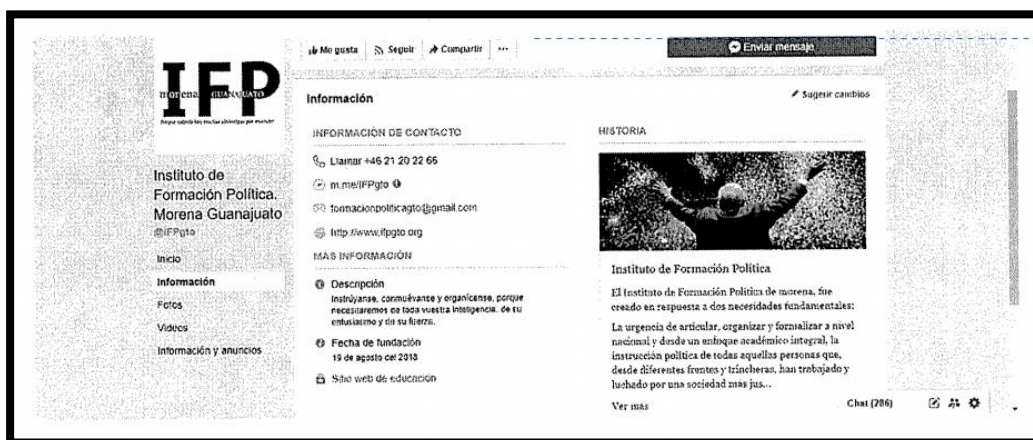 Me gusta
Seguir
Compartir
Enviar mensaje
IFP
morena GUANAJUATO
Instituto de
Formación Política.
Morena Guanajuato
@IFPgto
Inicio
Información
Fotos
Videos
Información y anuncios
Información
Sugerir cambios
INFORMACIÓN DE CONTACTO
Llamar +46 21 20 22 66
m.me/IFPgto
formacionpoliticagto@gmail.com
http://www.ifpgto.org
MÁS INFORMACIÓN
Descripción
Instrúyanse, conmuévanse y organícense, porque
necesitaremos de toda vuestra inteligencia, de su
entusiasmo y de su fuerza.
Fecha de fundación
19 de agosto del 2018
Sitio web de educación
HISTORIA
Instituto de Formación Política
El Instituto de Formación Política de morena, fue
creado en respuesta a dos necesidades fundamentales:
La urgencia de articular, organizar y formalizar a nivel
nacional y desde un enfoque académico integral, la
instrucción política de todas aquellas personas que,
desde diferentes frentes y trincheras, han trabajado y
luchado por una sociedad más jus...
Ver más
Chat (286)